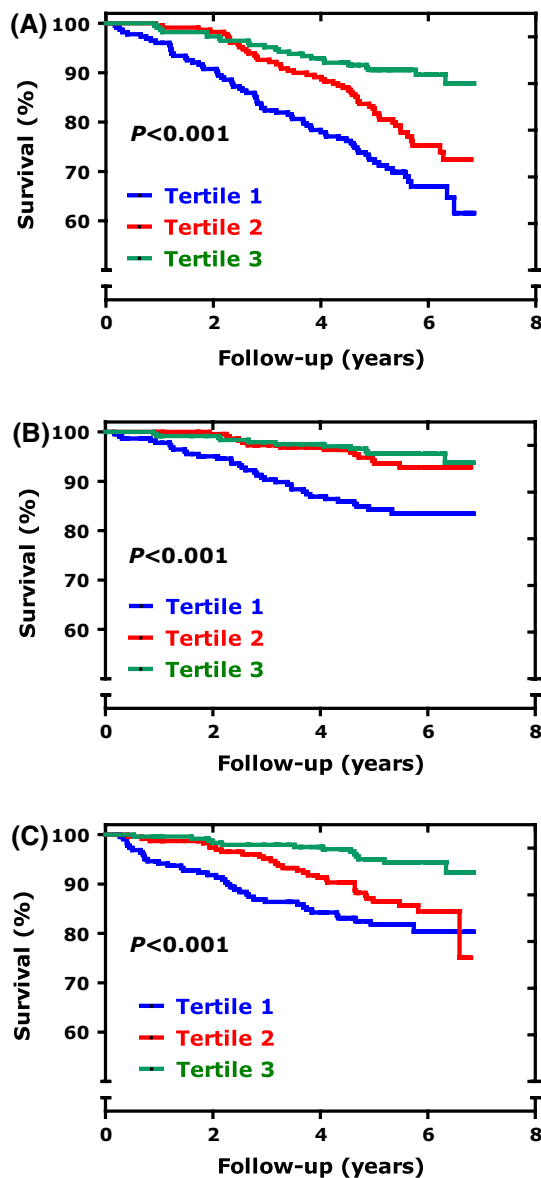 (A)
100
90
80
70
60
Survival (%)
P<0.001
Tertile 1
Tertile 2
Tertile 3
0 2 4 6 8
Follow-up (years)
(B)
100
90
80
70
60
Survival (%)
P<0.001
Tertile 1
Tertile 2
Tertile 3
0 2 4 6 8
Follow-up (years)
(C)
100
90
80
70
60
Survival (%)
P<0.001
Tertile 1
Tertile 2
Tertile 3
0 2 4 6 8
Follow-up (years)